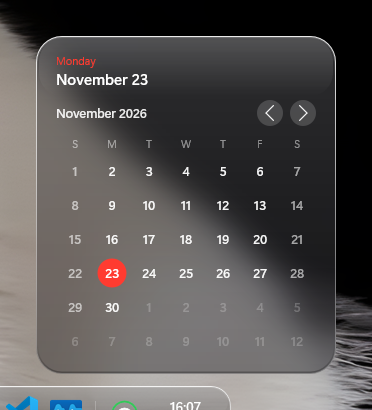 Monday
November 23
November 2026
S M T W T F S
1 2 3 4 5 6 7
8 9 10 11 12 13 14
15 16 17 18 19 20 21
22 23 24 25 26 27 28
29 30 1 2 3 4 5
6 7 8 9 10 11 12
16:07